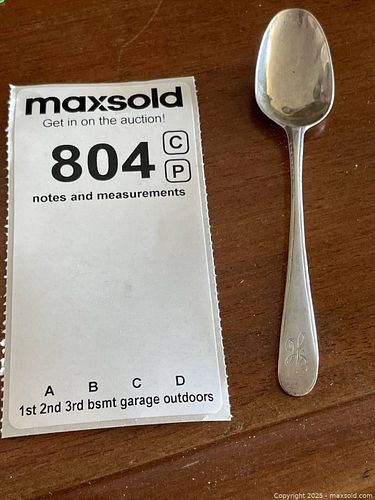 maxsold
Get in on the auction!
804 C
P
notes and measurements
A B C D
1st 2nd 3rd bsmt garage outdoors
Copyright 2025 - maxsold.com